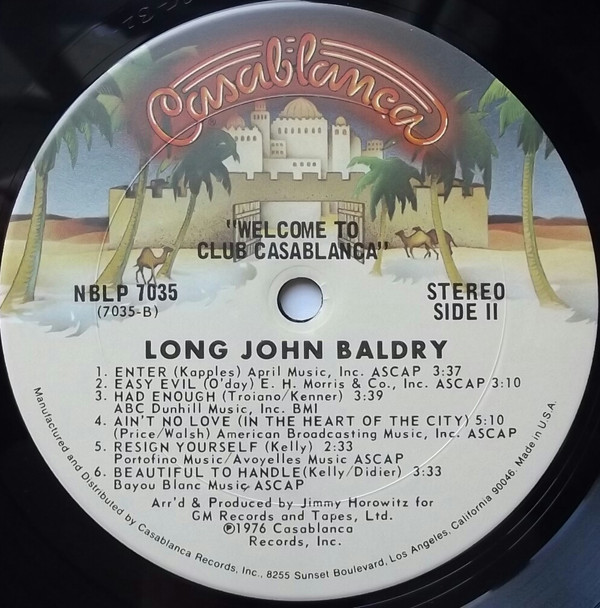 Casablanca
"WELCOME TO
CLUB CASABLANCA"
NBLP 7035
(7035-B)
STEREO
SIDE II
LONG JOHN BALDRY
1. ENTER (Kapples) April Music, Inc. ASCAP 3:37
2. EASY EVIL (O'day) E. H. Morris & Co., Inc. ASCAP 3:10
3. HAD ENOUGH (Troiano/Kenner) 3:39
ABC Dunhill Music, Inc. BMI
4. AIN'T NO LOVE (IN THE HEART OF THE CITY) 5:10
(Price/Walsh) American Broadcasting Music, Inc. ASCAP
5. RESIGN YOURSELF (Kelly) 2:33
Portofino Music/Avoyelles Music ASCAP
6. BEAUTIFUL TO HANDLE(Kelly/Didier) 3:33
Bayou Blanc Music ASCAP
Arr'd & Produced by Jimmy Horowitz for
GM Records and Tapes, Ltd.
℗1976 Casablanca
Records, Inc.
Manufactured and Distributed by Casablanca Records, Inc., 8255 Sunset Boulevard, Los Angeles, California 90046, Made in U.S.A.